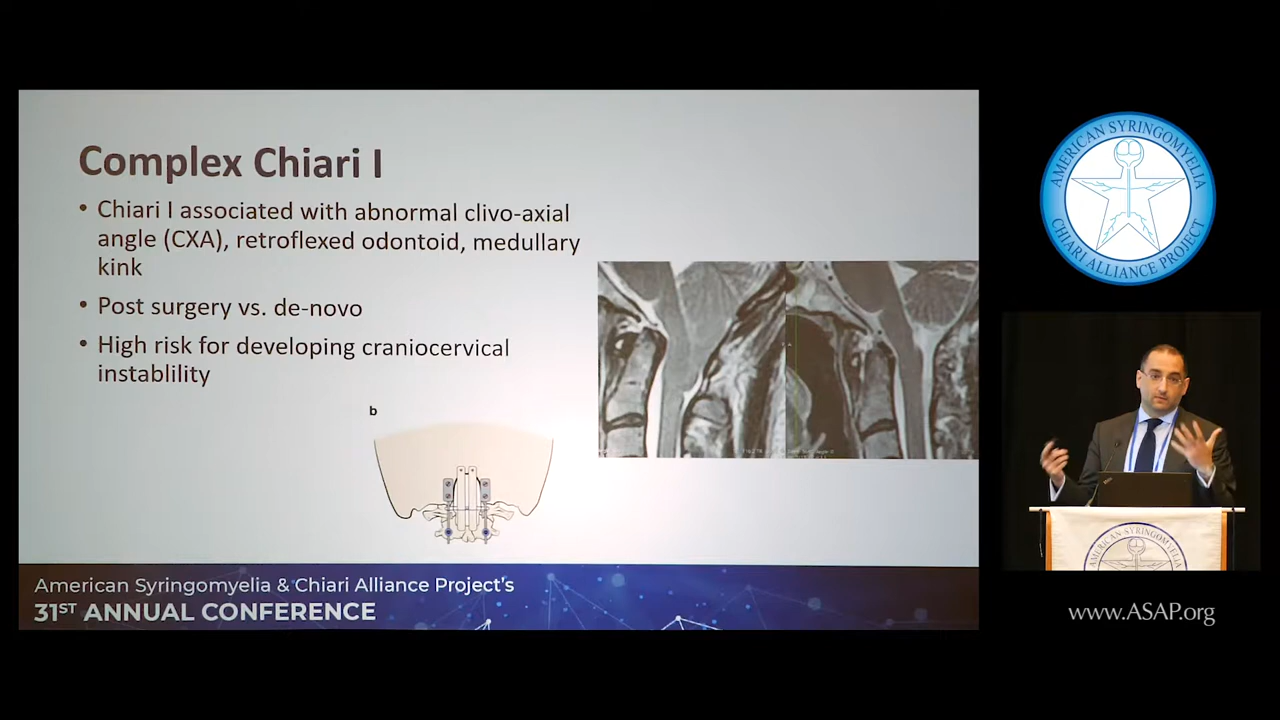 Complex Chiari I
• Chiari I associated with abnormal clivo-axial
angle (CXA), retroflexed odontoid, medullary
kink
• Post surgery vs. de-novo
• High risk for developing craniocervical
instablility
b
American Syringomyelia & Chiari Alliance Project's
31ST ANNUAL CONFERENCE
AMERICAN SYRINGOMYELIA
CHIARI ALLIANCE PROJECT
AMERICAN SYRINGOMYELIA
www.ASAP.org